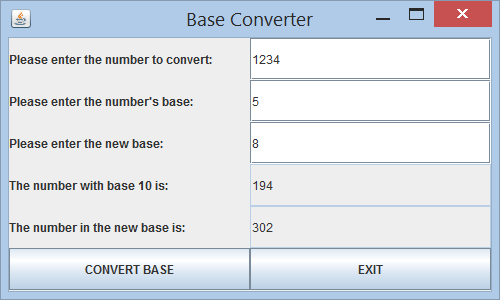 Base Converter
Please enter the number to convert: 1234
Please enter the number's base: 5
Please enter the new base: 8
The number with base 10 is: 194
The number in the new base is: 302
CONVERT BASE EXIT